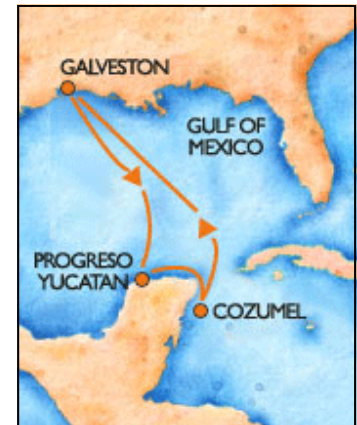 GALVESTON
GULF OF
MEXICO
PROGRESO
YUCATAN
COZUMEL